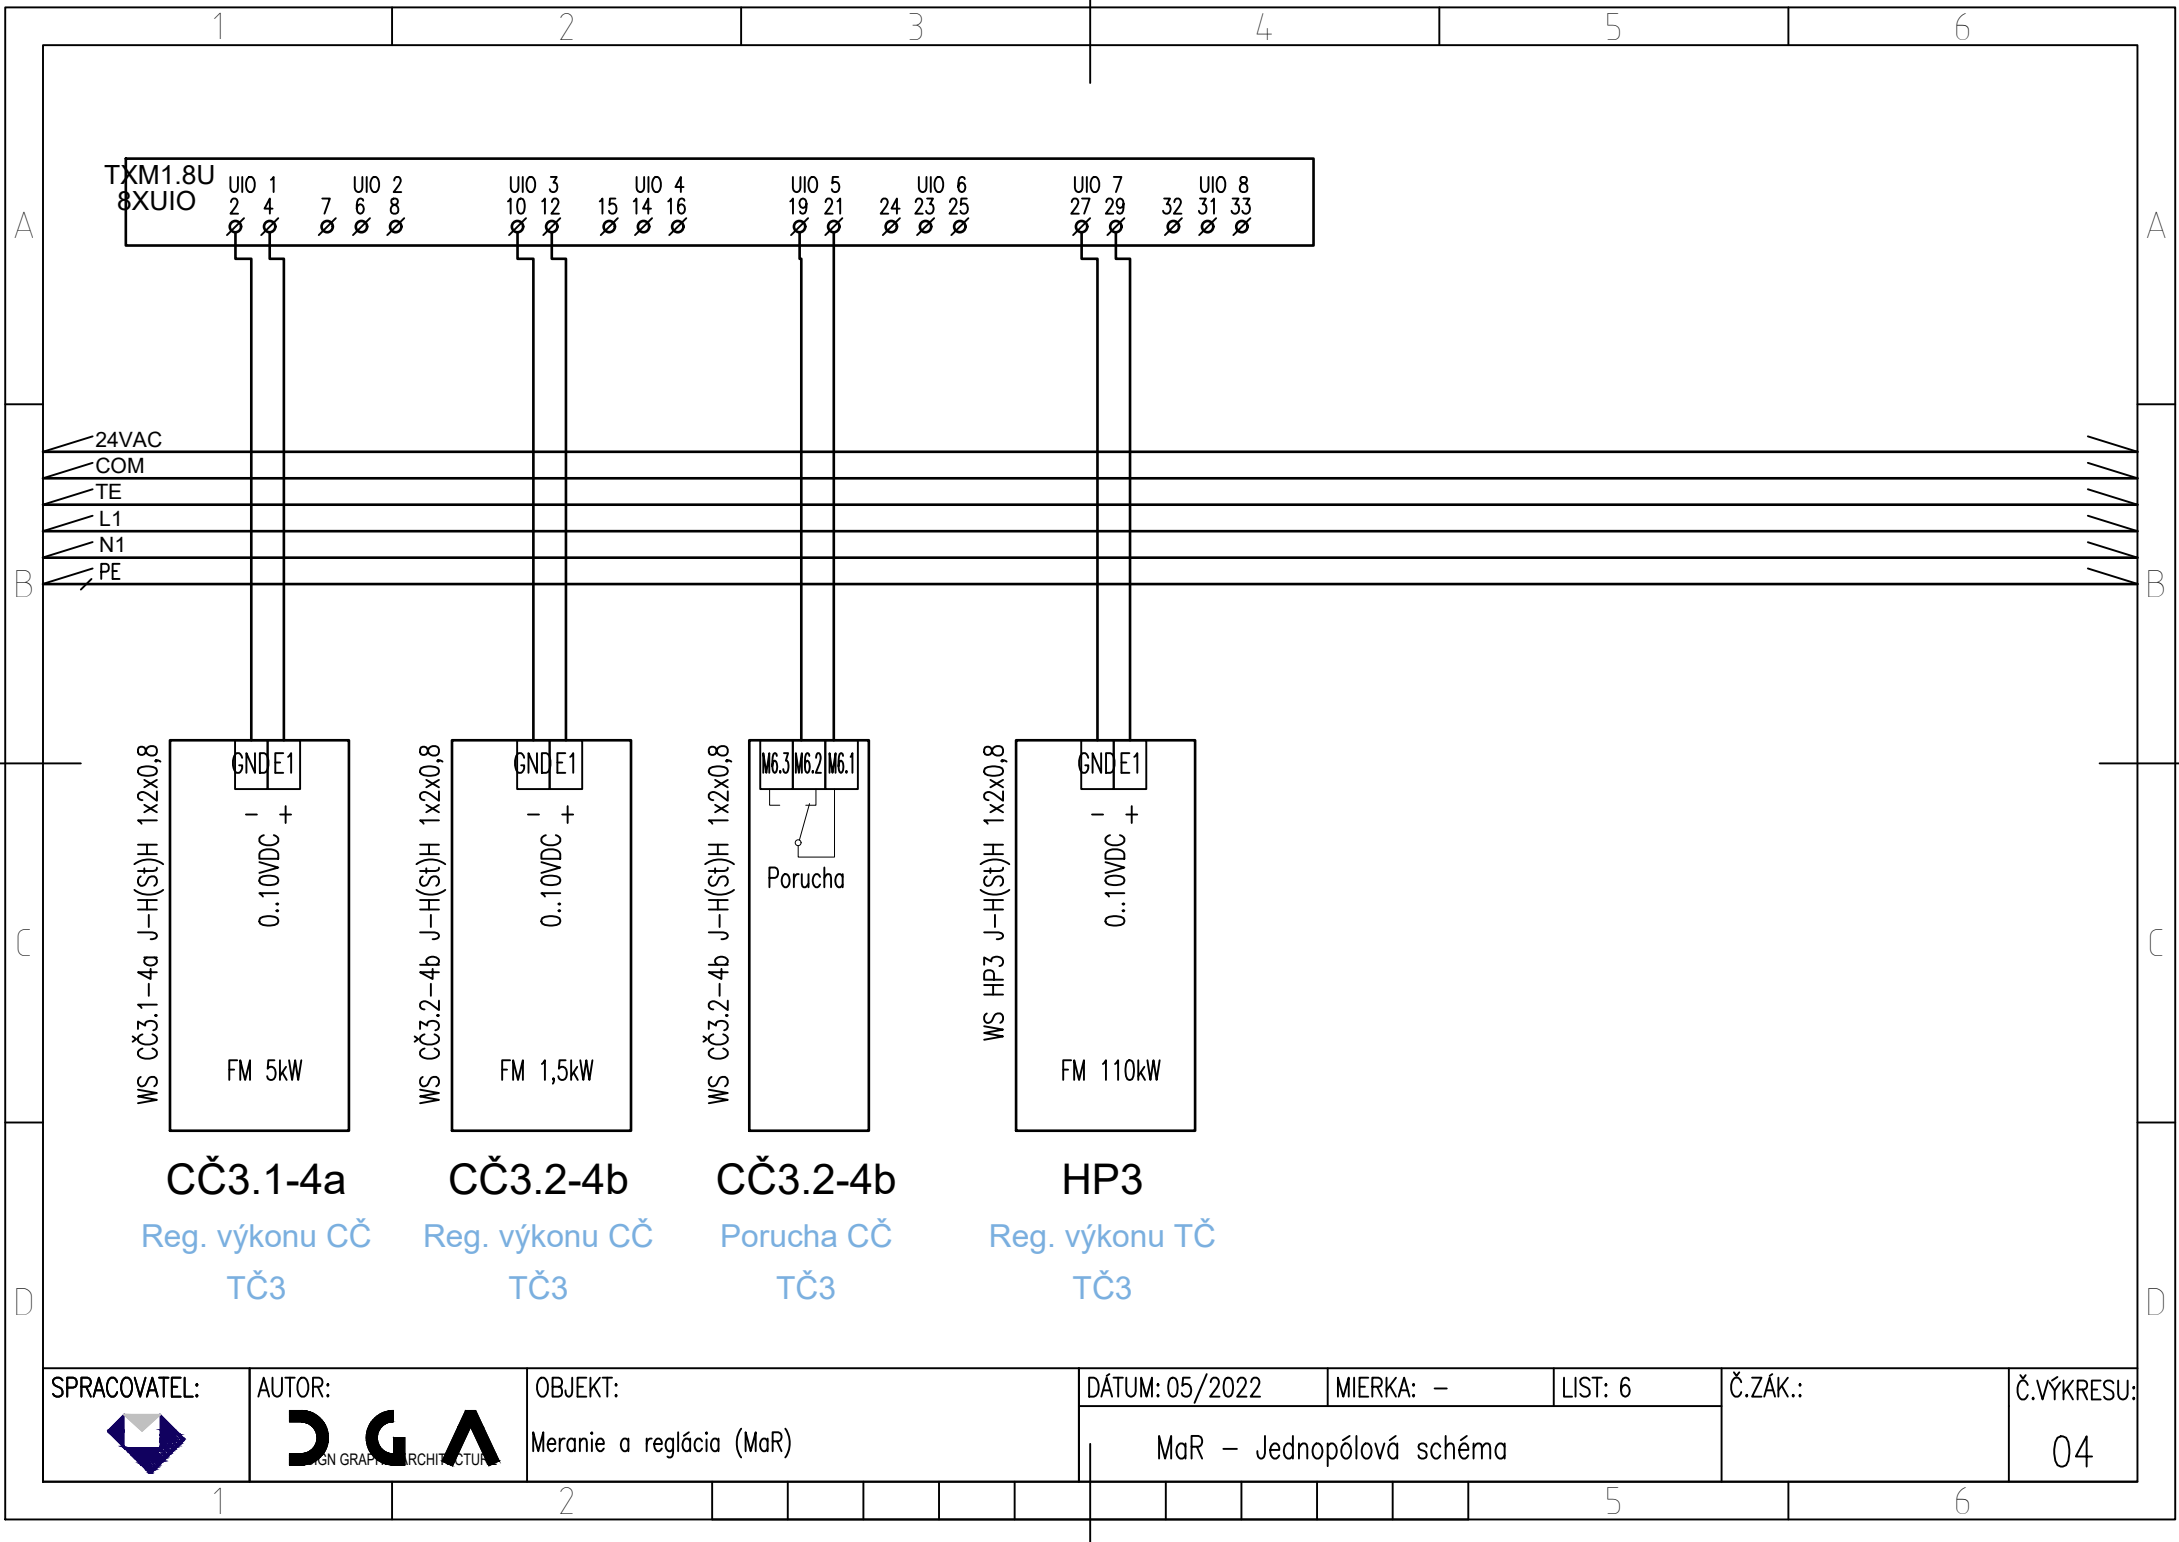 1 2 3 4 5 6
A A
TXM1.8U
8XUIO
UIO 1 UIO 2 UIO 3 UIO 4 UIO 5 UIO 6 UIO 7 UIO 8
2 4 7 6 8 10 12 15 14 16 19 21 24 23 25 27 29 32 31 33
24VAC
COM
TE
L1
N1
PE
B B
WS CČ3.1-4a J-H(St)H 1x2x0,8
GND E1
- +
0..10VDC
FM 5kW
WS CČ3.2-4b J-H(St)H 1x2x0,8
GND E1
- +
0..10VDC
FM 1,5kW
WS CČ3.2-4b J-H(St)H 1x2x0,8
M6.3 M6.2 M6.1
Porucha
WS HP3 J-H(St)H 1x2x0,8
GND E1
- +
0..10VDC
FM 110kW
C C
CČ3.1-4a CČ3.2-4b CČ3.2-4b HP3
Reg. výkonu CČ Reg. výkonu CČ Porucha CČ Reg. výkonu TČ
TČ3 TČ3 TČ3 TČ3
D D
SPRACOVATEL: AUTOR: OBJEKT: DÁTUM: 05/2022 MIERKA: - LIST: 6 Č.ZÁK.: Č.VÝKRESU:
DGA
Meranie a reglácia (MaR)
MaR - Jednopólová schéma
04
1 2 5 6